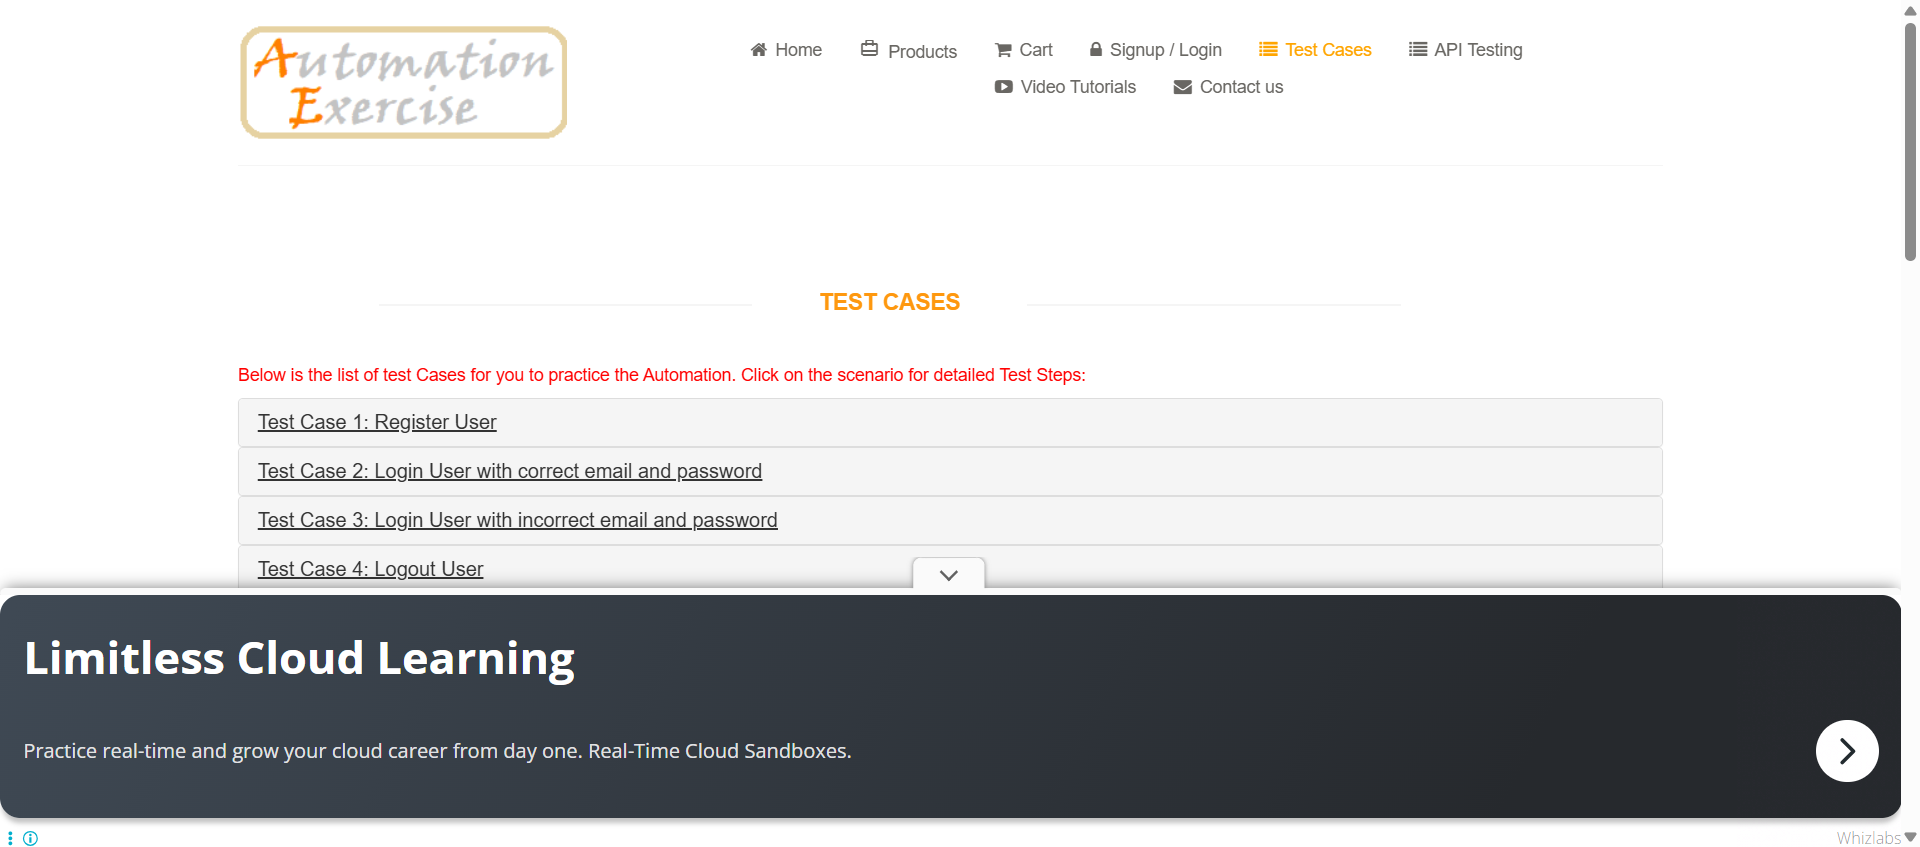 Automation
Exercise
Home
Products
Cart
Signup / Login
Test Cases
API Testing
Video Tutorials
Contact us
TEST CASES
Below is the list of test Cases for you to practice the Automation. Click on the scenario for detailed Test Steps:
Test Case 1: Register User
Test Case 2: Login User with correct email and password
Test Case 3: Login User with incorrect email and password
Test Case 4: Logout User
Limitless Cloud Learning
Practice real-time and grow your cloud career from day one. Real-Time Cloud Sandboxes.
Whizlabs